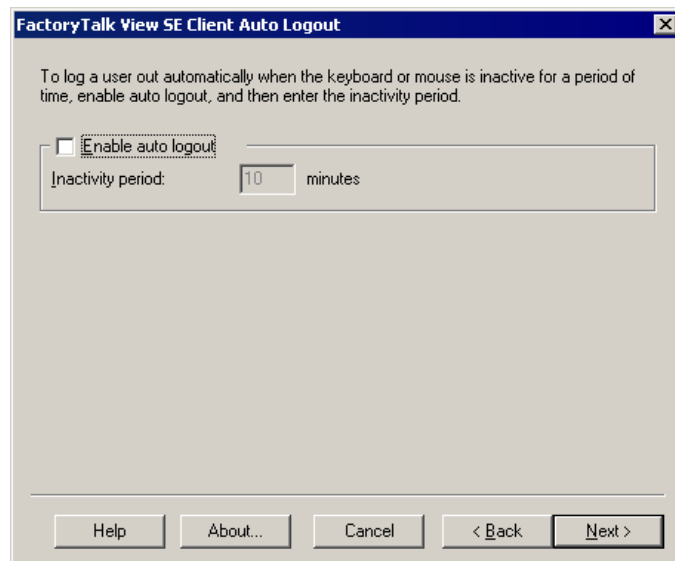 FactoryTalk View SE Client Auto Logout
To log a user out automatically when the keyboard or mouse is inactive for a period of
time, enable auto logout, and then enter the inactivity period.
Enable auto logout
Inactivity period: 10 minutes
Help About... Cancel < Back Next >